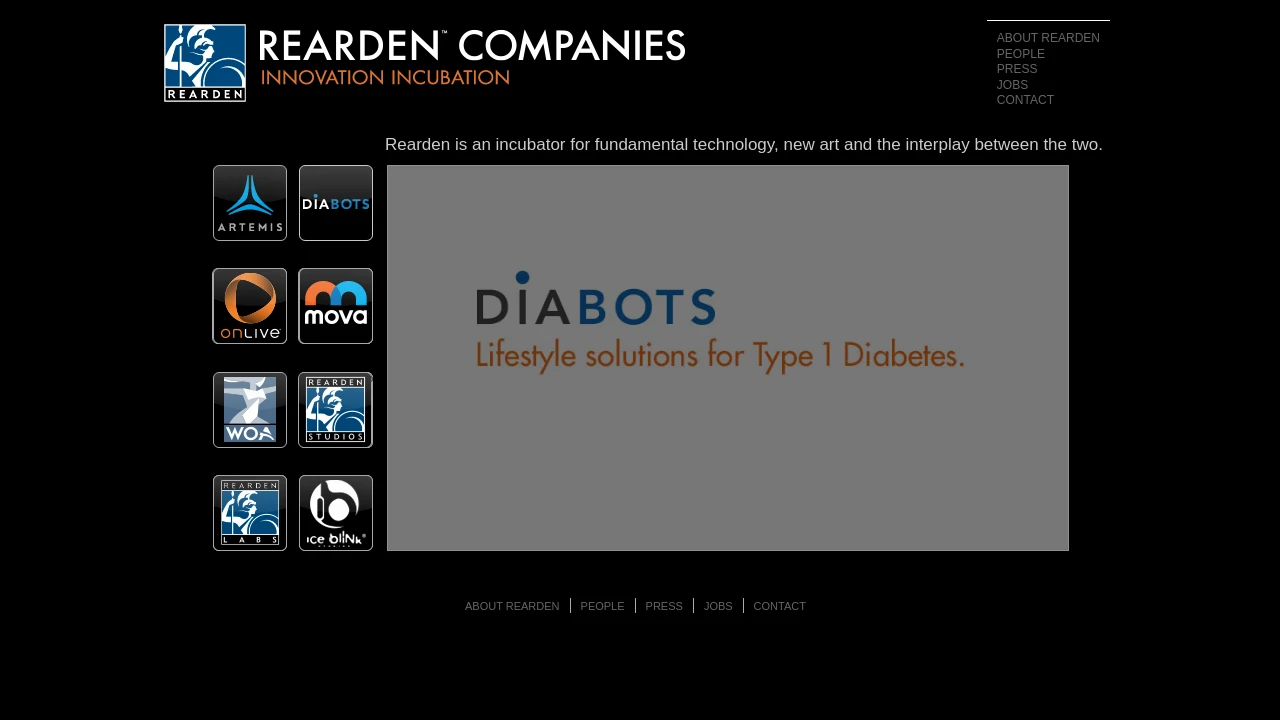 REARDEN
REARDEN™ COMPANIES
INNOVATION INCUBATION
ABOUT REARDEN
PEOPLE
PRESS
JOBS
CONTACT
Rearden is an incubator for fundamental technology, new art and the interplay between the two.
ARTEMIS
DIABOTS
DIABOTS
Lifestyle solutions for Type 1 Diabetes.
ONLIVE
mova
WOA
REARDEN
STUDIOS
REARDEN
LABS
ice blink®
STUDIOS
ABOUT REARDEN
PEOPLE
PRESS
JOBS
CONTACT